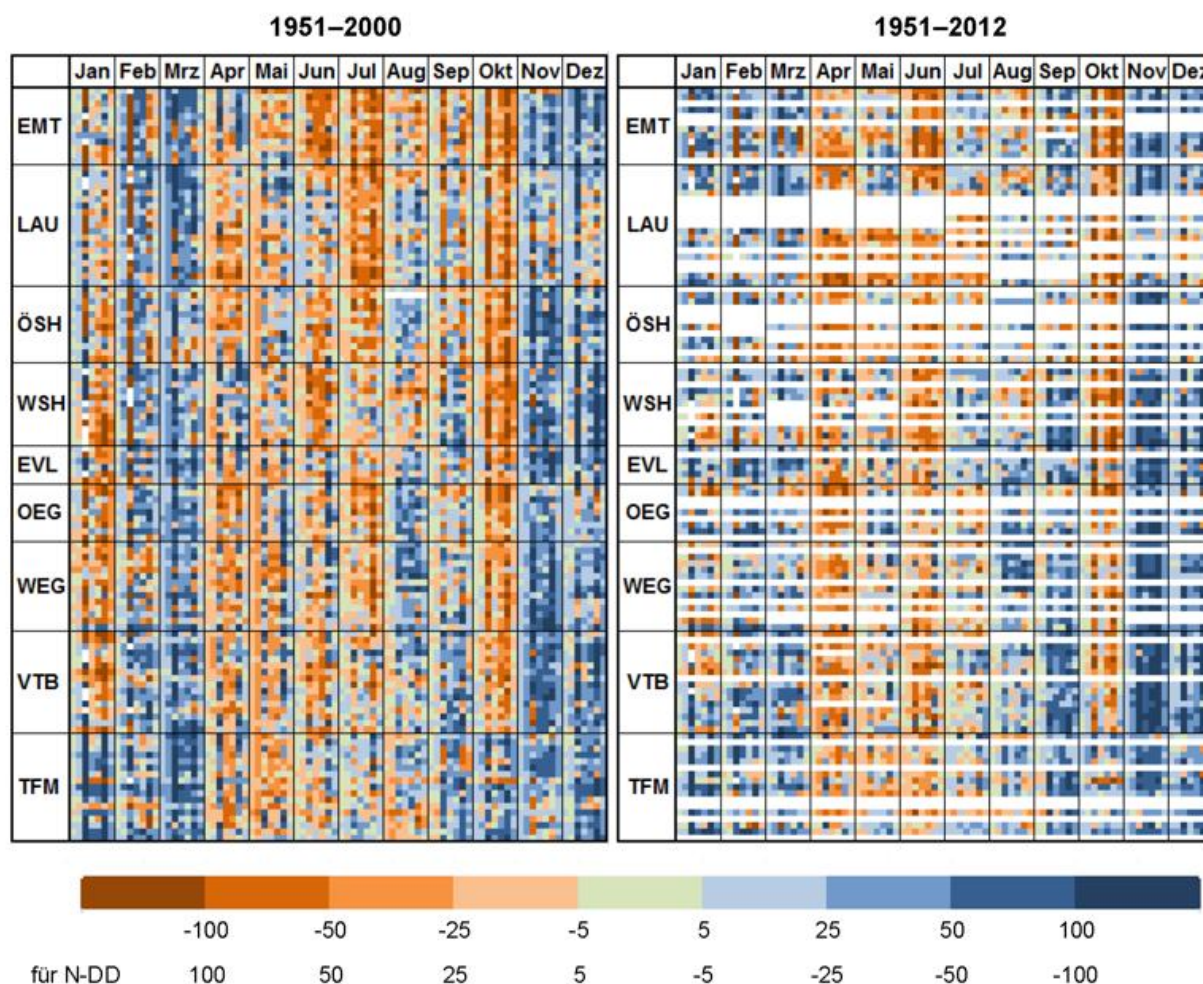 1951–2000 1951–2012
Jan Feb Mrz Apr Mai Jun Jul Aug Sep Okt Nov Dez Jan Feb Mrz Apr Mai Jun Jul Aug Sep Okt Nov Dez
EMT EMT
LAU LAU
ÖSH ÖSH
WSH WSH
EVL EVL
OEG OEG
WEG WEG
VTB VTB
TFM TFM
-100 -50 -25 -5 5 25 50 100
für N-DD 100 50 25 5 -5 -25 -50 -100